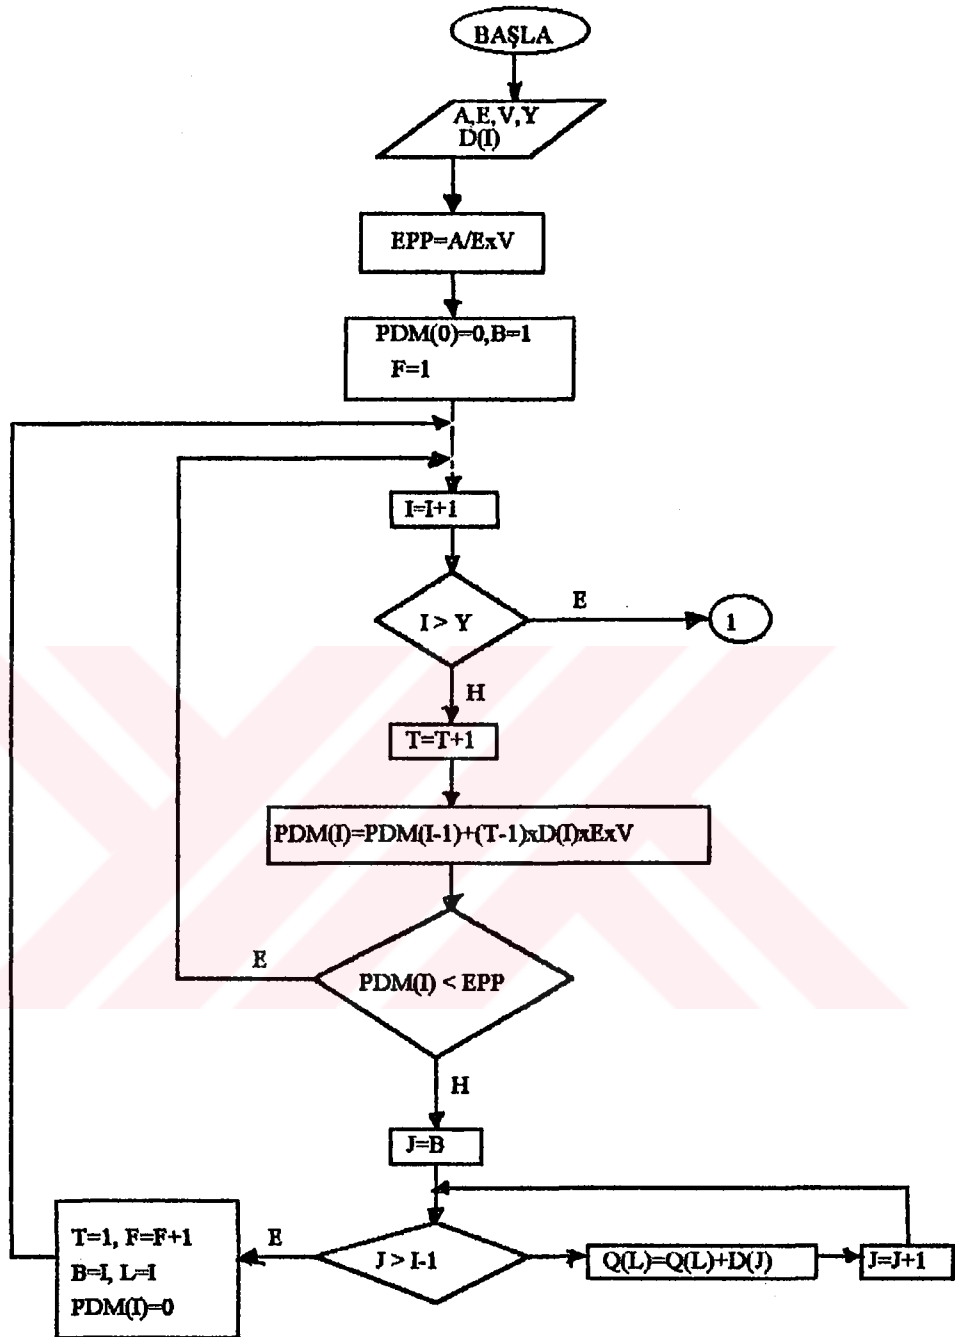 BAŞLA
A,E,V,Y
D(I)
EPP=A/ExV
PDM(0)=0,B=1
F=1
I=I+1
I > Y
E
1
H
T=T+1
PDM(I)=PDM(I-1)+(T-1)xD(I)xExV
E
PDM(I) < EPP
H
J=B
T=1, F=F+1
B=I, L=I
PDM(I)=0
E
J > I-1
Q(L)=Q(L)+D(J)
J=J+1